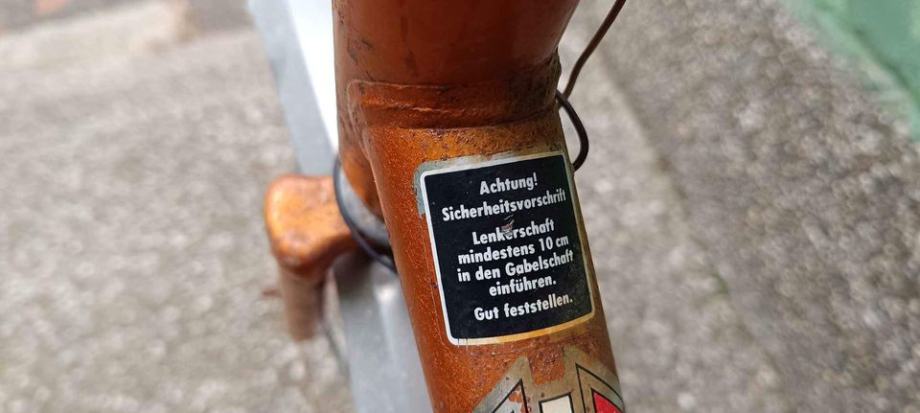 Achtung!
Sicherheitsvorschrift
Lenkerschaft
mindestens 10 cm
in den Gabelschaft
einführen.
Gut feststellen.